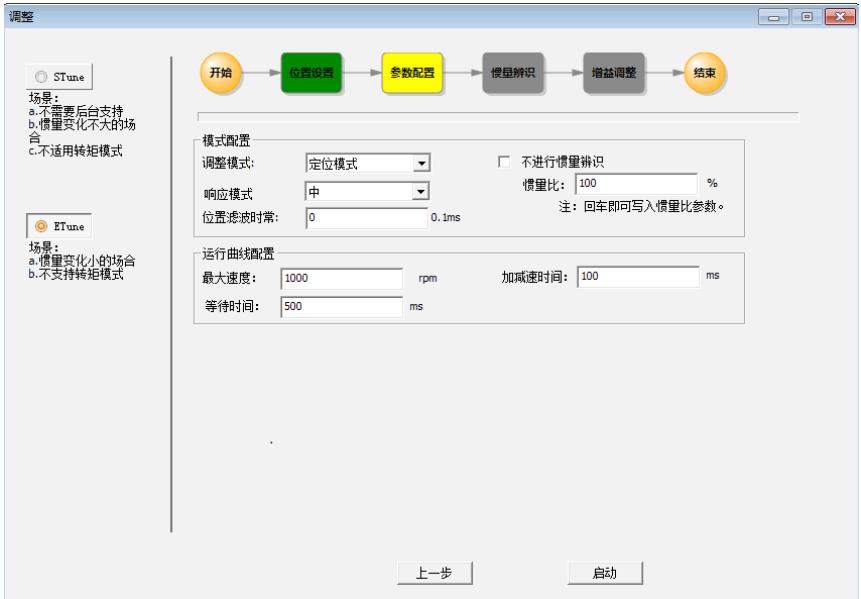 调整
开始
位置设置
参数配置
惯量辨识
增益调整
结束
STune
场景：
a.不需要后台支持
b.惯量变化不大的场
合
c.不适用转矩模式
ETune
场景：
a.惯量变化小的场合
b.不支持转矩模式
模式配置
调整模式： 定位模式
不进行惯量辨识
响应模式 中
惯量比： 100 %
注：回车即可写入惯量比参数。
位置滤波时常： 0 0.1ms
运行曲线配置
最大速度： 1000 rpm
加减速时间： 100 ms
等待时间： 500 ms
上一步
启动